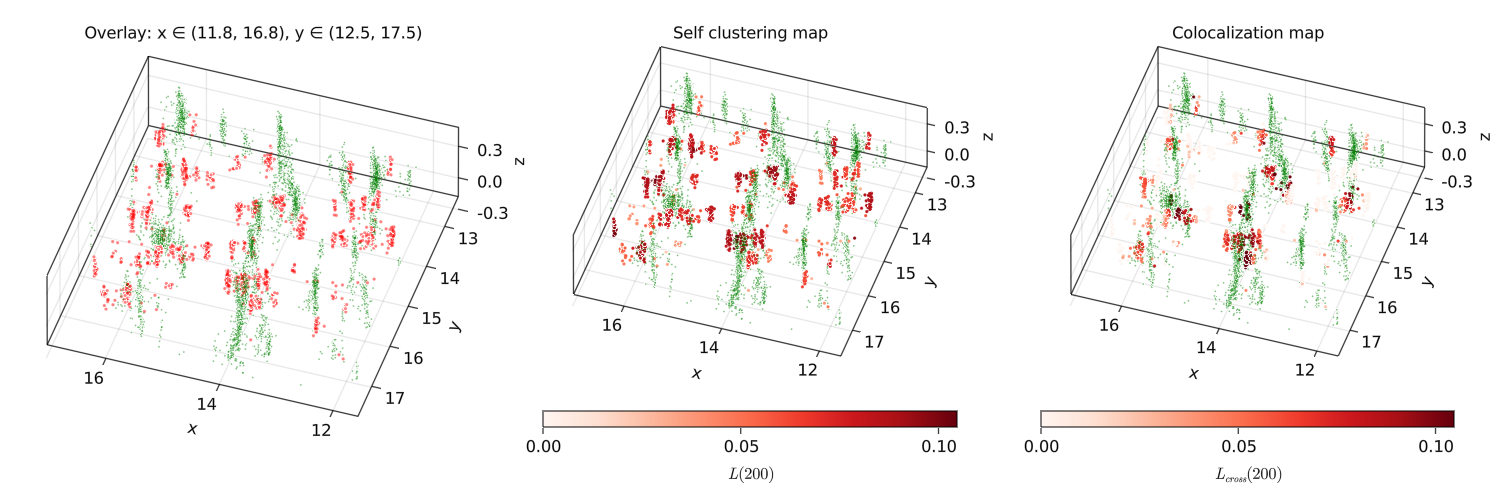 Overlay: x ∈ (11.8, 16.8), y ∈ (12.5, 17.5)
0.3
0.0
-0.3
z
13
14
15
16
17
y
16
14
12
x
Self clustering map
0.3
0.0
-0.3
z
13
14
15
16
17
y
16
14
12
x
0.00
0.05
0.10
L(200)
Colocalization map
0.3
0.0
-0.3
z
13
14
15
16
17
y
16
14
12
x
0.00
0.05
0.10
L_cross(200)